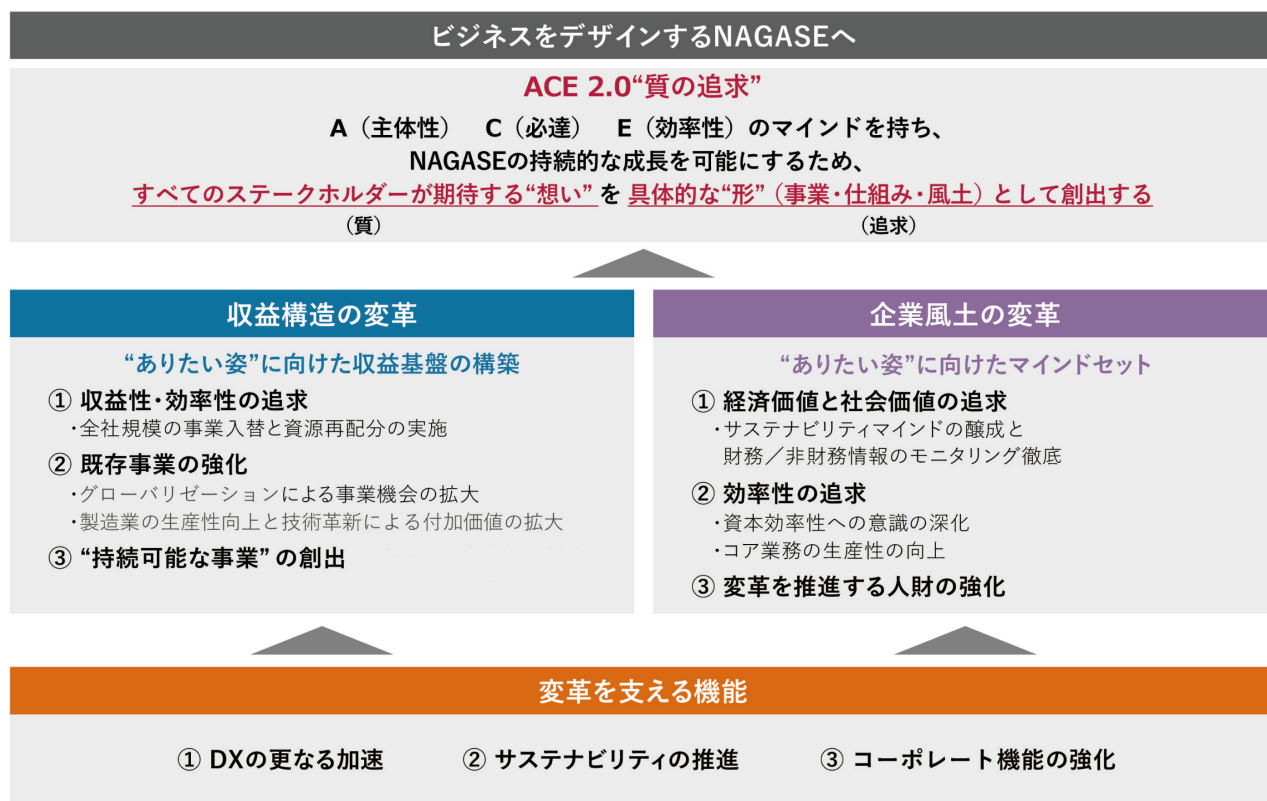 ビジネスをデザインするNAGASEへ
ACE 2.0“質の追求”
A（主体性）　C（必達）　E（効率性）のマインドを持ち、
NAGASEの持続的な成長を可能にするため、
すべてのステークホルダーが期待する“想い”を 具体的な“形”（事業・仕組み・風土）として創出する
（質）　（追求）
収益構造の変革
“ありたい姿”に向けた収益基盤の構築
① 収益性・効率性の追求
・全社規模の事業入替と資源再配分の実施
② 既存事業の強化
・グローバリゼーションによる事業機会の拡大
・製造業の生産性向上と技術革新による付加価値の拡大
③ “持続可能な事業” の創出
企業風土の変革
“ありたい姿”に向けたマインドセット
① 経済価値と社会価値の追求
・サステナビリティマインドの醸成と
財務／非財務情報のモニタリング徹底
② 効率性の追求
・資本効率性への意識の深化
・コア業務の生産性の向上
③ 変革を推進する人財の強化
変革を支える機能
① DXの更なる加速　② サステナビリティの推進　③ コーポレート機能の強化